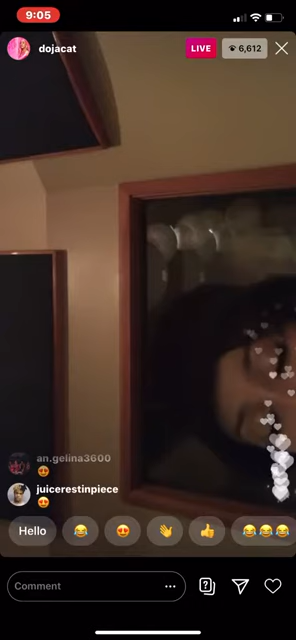 9:05
dojacat
LIVE
6,612
an.gelina3600
juicerestinpiece
Hello
Comment